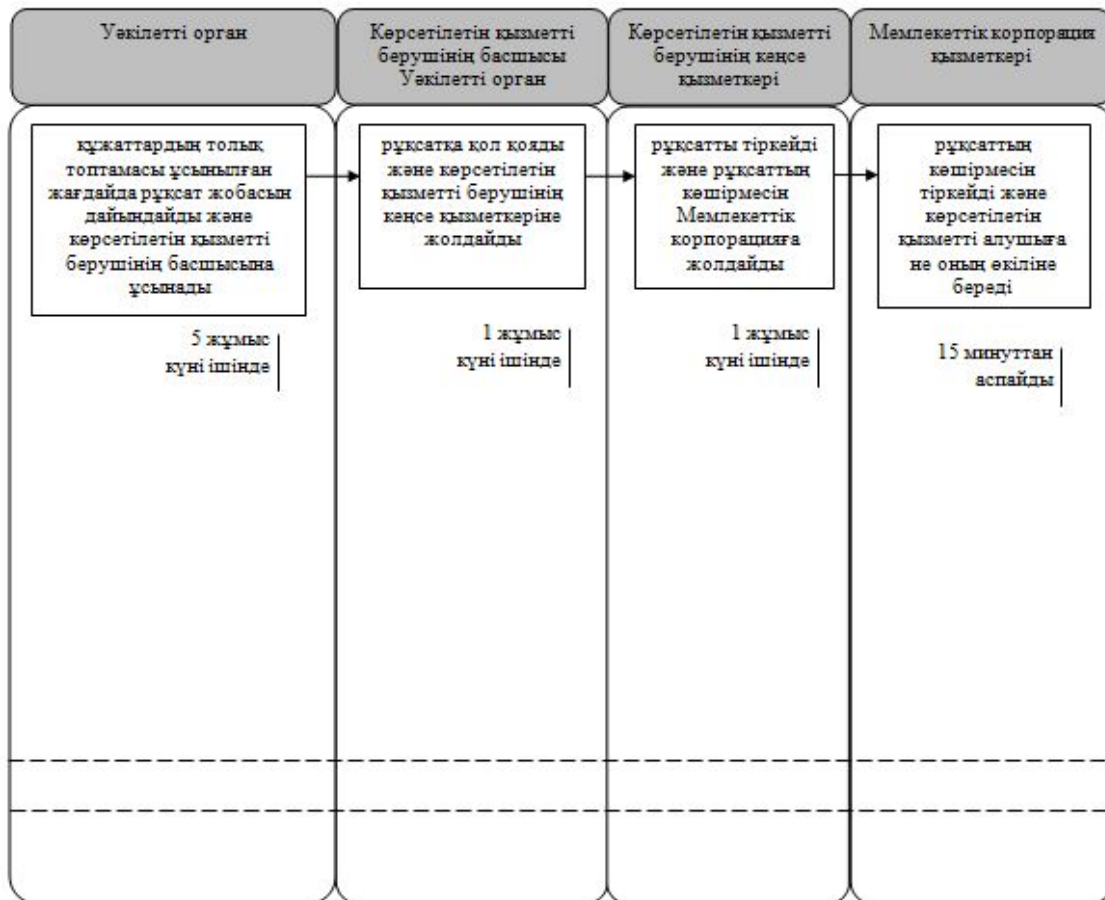 Уәкілетті орган
Көрсетілетін қызметті
берушінің басшысы
Уәкілетті орган
Көрсетілетін қызметті
берушінің кеңсе
қызметкері
Мемлекеттік корпорация
қызметкері
құжаттардың толық
топтамасы ұсынылған
жағдайда рұқсат жобасын
дайындайды және
көрсетілетін қызметті
берушінің басшысына
ұсынады
5 жұмыс
күні ішінде
рұқсатқа қол қояды
және көрсетілетін
қызметті берушінің
кеңсе қызметкеріне
жолдайды
1 жұмыс
күні ішінде
рұқсатты тіркейді
және рұқсаттың
көшірмесін
Мемлекеттік
корпорацияға
жолдайды
1 жұмыс
күні ішінде
рұқсаттың
көшірмесін
тіркейді және
көрсетілетін
қызметті алушыға
не оның өкіліне
береді
15 минуттан
аспайды